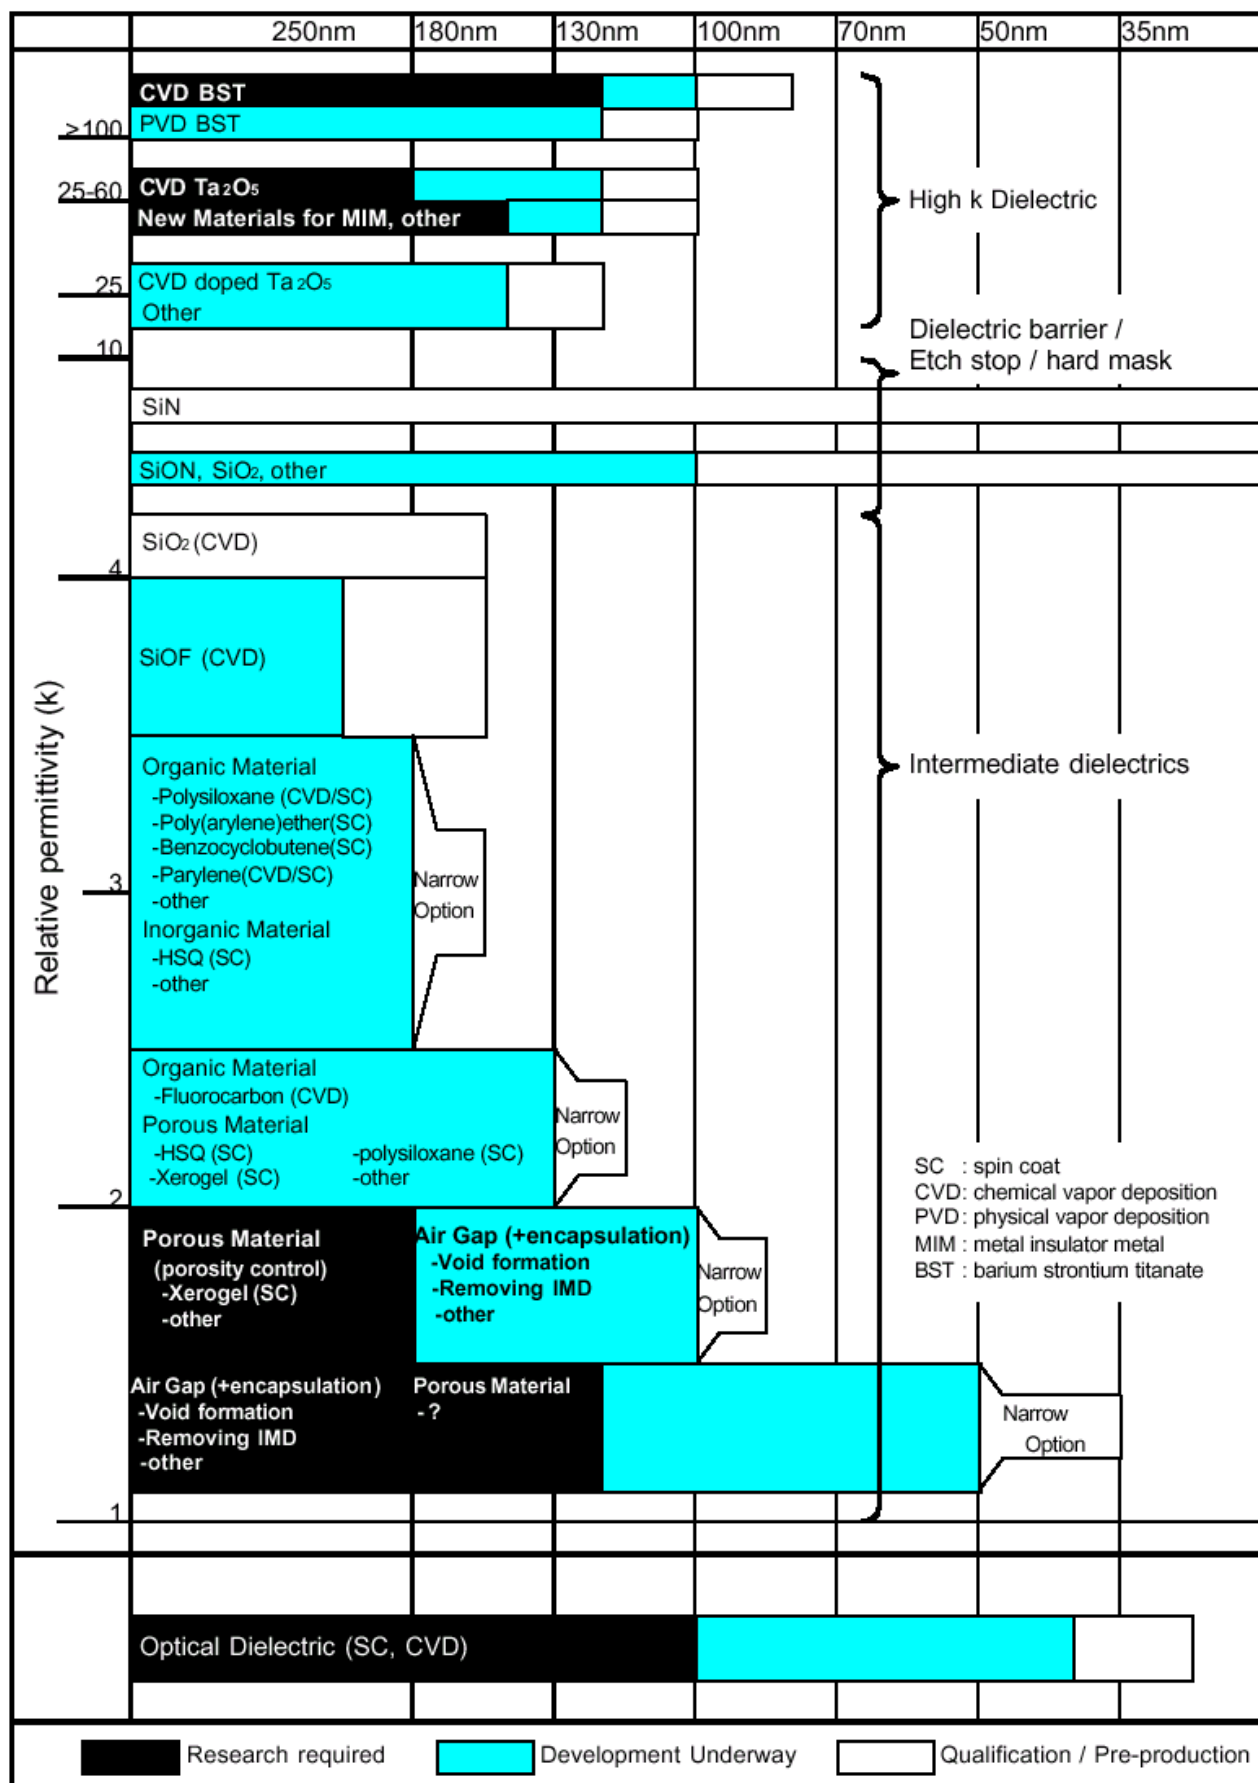 250nm 180nm 130nm 100nm 70nm 50nm 35nm
CVD BST
>100 PVD BST
25-60 CVD Ta2O5
New Materials for MIM, other
High k Dielectric
25 CVD doped Ta2O5
Other
10
Dielectric barrier /
Etch stop / hard mask
SiN
SiON, SiO2, other
SiO2 (CVD)
4
SiOF (CVD)
Relative permittivity (k)
Organic Material
-Polysiloxane (CVD/SC)
-Poly(arylene)ether(SC)
-Benzocyclobutene(SC)
-Parylene(CVD/SC)
-other
3
Inorganic Material
-HSQ (SC)
-other
Narrow
Option
Intermediate dielectrics
Organic Material
-Fluorocarbon (CVD)
Porous Material
-HSQ (SC) -polysiloxane (SC)
-Xerogel (SC) -other
Narrow
Option
2
Porous Material
(porosity control)
-Xerogel (SC)
-other
Air Gap (+encapsulation)
-Void formation
-Removing IMD
-other
Narrow
Option
SC : spin coat
CVD : chemical vapor deposition
PVD : physical vapor deposition
MIM : metal insulator metal
BST : barium strontium titanate
Air Gap (+encapsulation)
-Void formation
-Removing IMD
-other
Porous Material
- ?
Narrow
Option
1
Optical Dielectric (SC, CVD)
Research required
Development Underway
Qualification / Pre-production